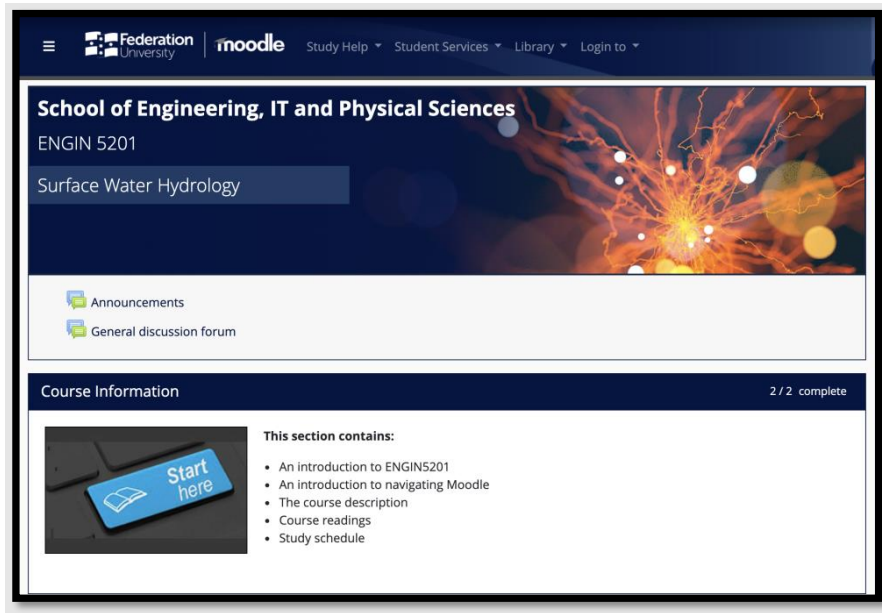 Federation
University
moodle
Study Help
Student Services
Library
Login to
School of Engineering, IT and Physical Sciences
ENGIN 5201
Surface Water Hydrology
Announcements
General discussion forum
Course Information
2 / 2 complete
Start
here
This section contains:
• An introduction to ENGIN5201
• An introduction to navigating Moodle
• The course description
• Course readings
• Study schedule